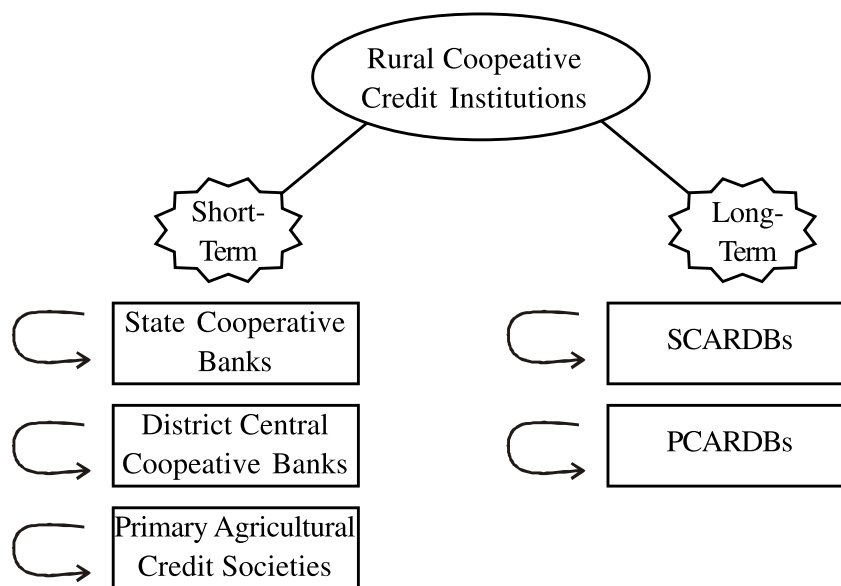 Rural Coopeative
Credit Institutions
Short-
Term
Long-
Term
State Cooperative
Banks
SCARDBs
District Central
Coopeative Banks
PCARDBs
Primary Agricultural
Credit Societies